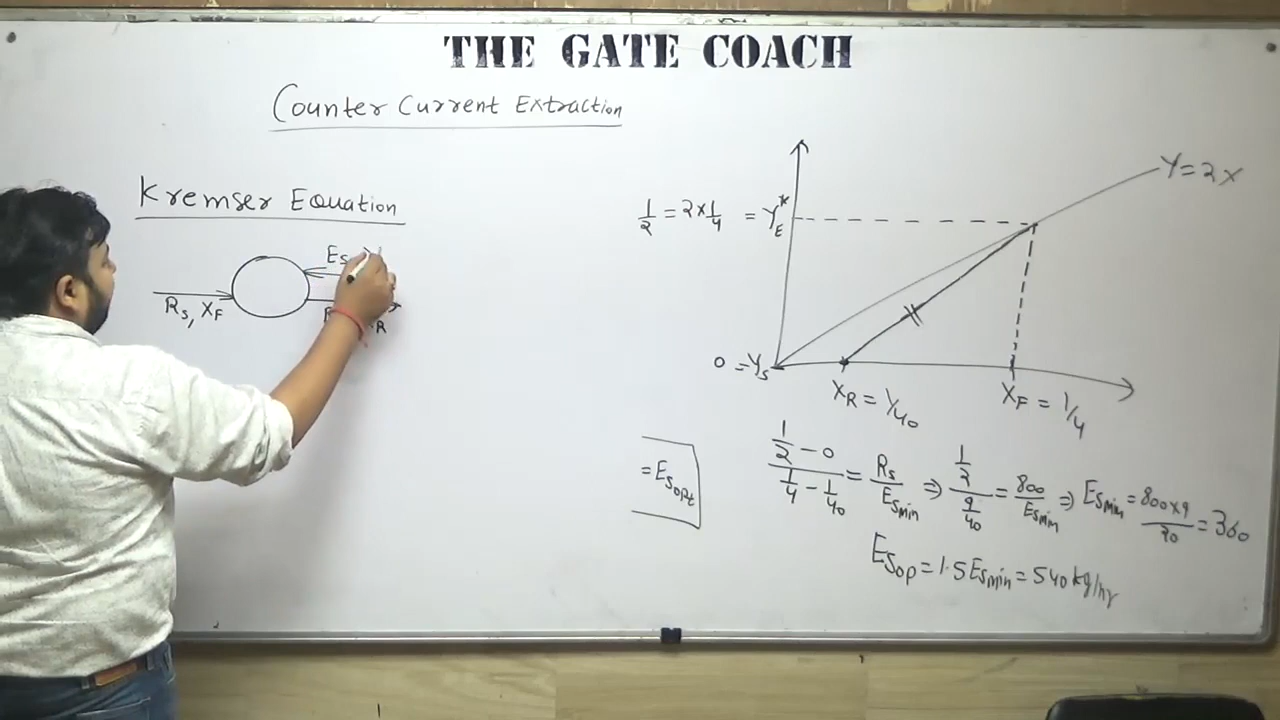 THE GATE COACH
Counter Current Extraction
Kremser Equation
Es
Rs, XF
R
1/2 = 2×1/4 = YE*
Y=2X
0 = Ys
XR = 1/40
XF = 1/4
= Esopt
(1/2 - 0)/(1/4 - 1/40) = Rs/Esmin ⇒ (1/2)/(9/40) = 800/Esmin ⇒ Esmin = 800×9/20 = 360
Esop = 1.5 Esmin = 540 kg/hr